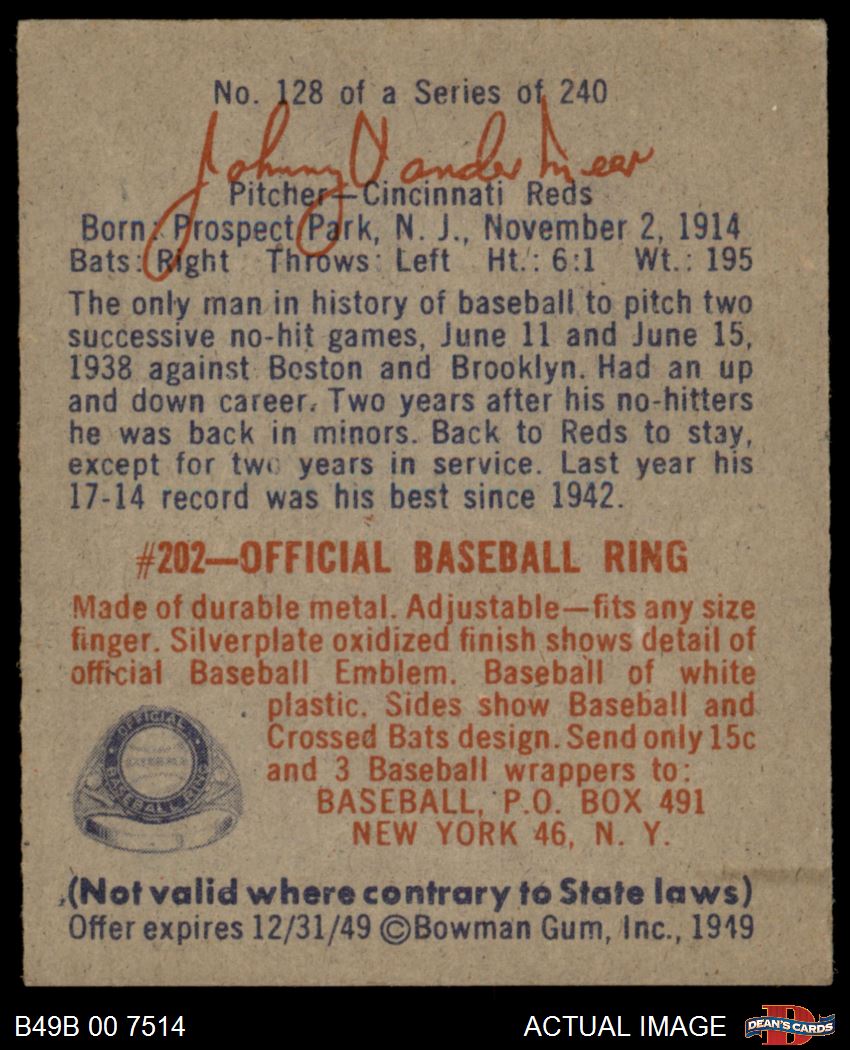 No. 128 of a Series of 240
Johnny Vander Meer
Pitcher—Cincinnati Reds
Born: Prospect Park, N. J., November 2, 1914
Bats: Right Throws: Left Ht.: 6:1 Wt.: 195
The only man in history of baseball to pitch two
successive no-hit games, June 11 and June 15,
1938 against Boston and Brooklyn. Had an up
and down career. Two years after his no-hitters
he was back in minors. Back to Reds to stay,
except for two years in service. Last year his
17-14 record was his best since 1942.
#202—OFFICIAL BASEBALL RING
Made of durable metal. Adjustable—fits any size
finger. Silverplate oxidized finish shows detail of
official Baseball Emblem. Baseball of white
plastic. Sides show Baseball and
Crossed Bats design. Send only 15c
and 3 Baseball wrappers to:
BASEBALL, P.O. BOX 491
NEW YORK 46, N. Y.
OFFICIAL
BASEBALL
BASEBALL RING
(Not valid where contrary to State laws)
Offer expires 12/31/49 ©Bowman Gum, Inc., 1949
B49B 00 7514
ACTUAL IMAGE
D
DEAN'S CARDS